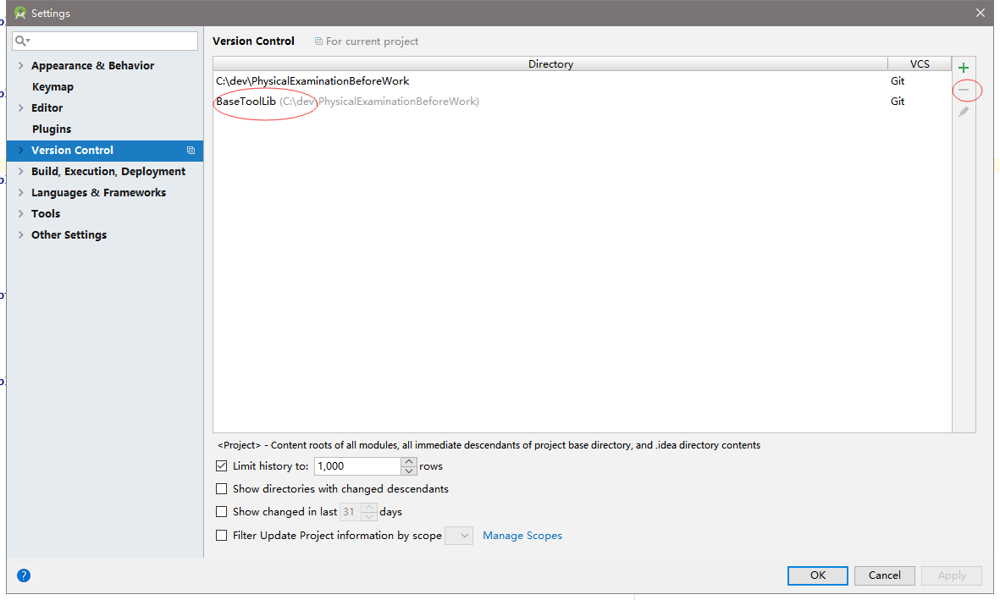 Settings
Version Control For current project
Appearance & Behavior
Keymap
Editor
Plugins
Version Control
Build, Execution, Deployment
Languages & Frameworks
Tools
Other Settings
Directory VCS
C:\dev\PhysicalExaminationBeforeWork Git
BaseToolLib (C:\dev\PhysicalExaminationBeforeWork) Git
<Project> - Content roots of all modules, all immediate descendants of project base directory, and .idea directory contents
Limit history to: 1,000 rows
Show directories with changed descendants
Show changed in last 31 days
Filter Update Project information by scope Manage Scopes
? OK Cancel Apply